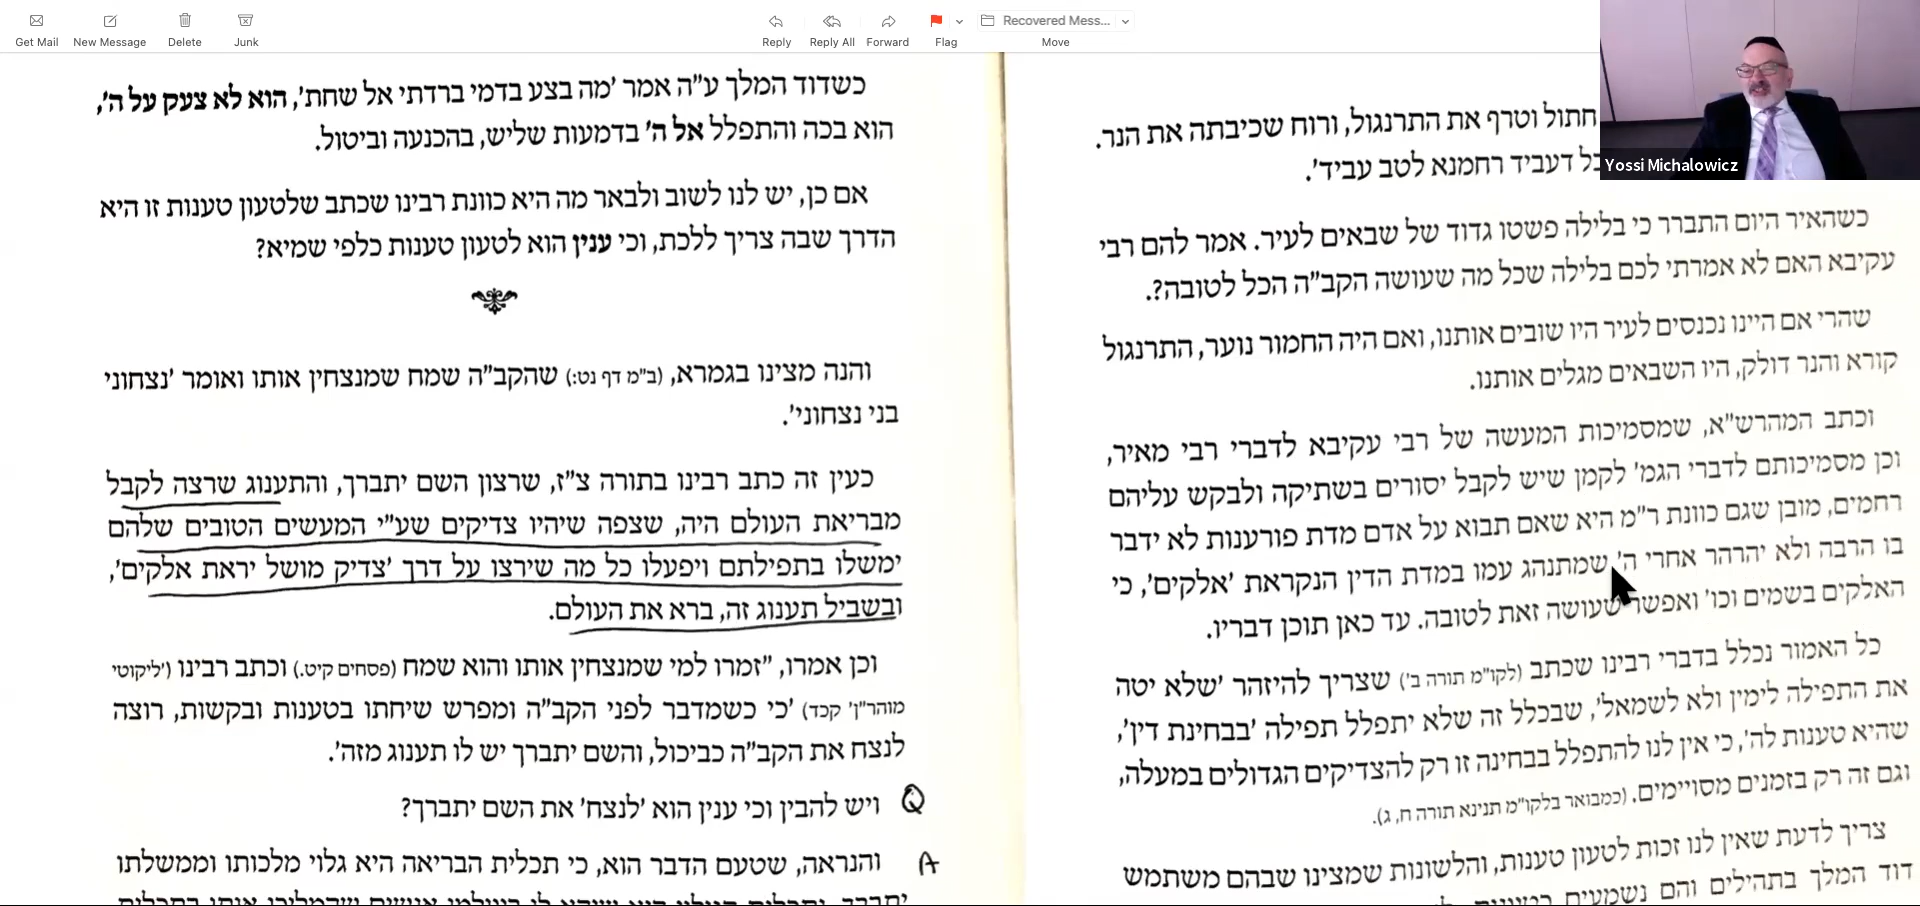 Get Mail
New Message
Delete
Junk
Reply
Reply All
Forward
Flag
Recovered Mess...
Move
Yossi Michalowicz
חתול וטרף את התרנגול, ורוח שכיבתה את הנר.
דעביד רחמנא לטב עביד'.
כשהאיר היום התברר כי בלילה פשטו גדוד של שבאים לעיר. אמר להם רבי
עקיבא האם לא אמרתי לכם בלילה שכל מה שעושה הקב"ה הכל לטובה?.
שהרי אם היינו נכנסים לעיר היו שובים אותנו, ואם היה החמור נוער, התרנגול
קורא והנר דולק, היו השבאים מגלים אותנו.
וכתב המהרש"א, שמסמיכות המעשה של רבי עקיבא לדברי רבי מאיר,
וכן מסמיכותם לדברי הגמ' לקמן שיש לקבל יסורים בשתיקה ולבקש עליהם
רחמים, מובן שגם כוונת ר"מ היא שאם תבוא על אדם מדת פורענות לא ידבר
בו הרבה ולא יהרהר אחרי ה' שמתנהג עמו במדת הדין הנקראת 'אלקים', כי
האלקים בשמים וכו' ואפשר שעושה זאת לטובה. עד כאן תוכן דבריו.
כל האמור נכלל בדברי רבינו שכתב (לקו"מ תורה ב') שצריך להיזהר 'שלא יטה
את התפילה לימין ולא לשמאל', שבכלל זה שלא יתפלל תפילה 'בבחינת דין',
שהיא טענות לה', כי אין לנו להתפלל בבחינה זו רק להצדיקים הגדולים במעלה,
וגם זה רק בזמנים מסויימים. (כמבואר בלקו"מ תנינא תורה ח, ג).
צריך לדעת שאין לנו זכות לטעון טענות, והלשונות שמצינו שבהם משתמש
דוד המלך בתהילים והם נשמעים
כשדוד המלך ע"ה אמר 'מה בצע בדמי ברדתי אל שחת', הוא לא צעק על ה',
הוא בכה והתפלל אל ה' בדמעות שליש, בהכנעה וביטול.
אם כן, יש לנו לשוב ולבאר מה היא כוונת רבינו שכתב שלטעון טענות זו היא
הדרך שבה צריך ללכת, וכי ענין הוא לטעון טענות כלפי שמיא?
והנה מצינו בגמרא, (ב"מ דף נט:) שהקב"ה שמח שמנצחין אותו ואומר 'נצחוני
בני נצחוני'.
כעין זה כתב רבינו בתורה צ"ז, שרצון השם יתברך, והתענוג שרצה לקבל
מבריאת העולם היה, שצפה שיהיו צדיקים שע"י המעשים הטובים שלהם
ימשלו בתפילתם ויפעלו כל מה שירצו על דרך 'צדיק מושל יראת אלקים',
ובשביל תענוג זה, ברא את העולם.
וכן אמרו, "זמרו למי שמנצחין אותו והוא שמח (פסחים קיט.) וכתב רבינו ('ליקוטי
מוהר"ן' קכד) 'כי כשמדבר לפני הקב"ה ומפרש שיחתו בטענות ובקשות, רוצה
לנצח את הקב"ה כביכול, והשם יתברך יש לו תענוג מזה'.
Q ויש להבין וכי ענין הוא 'לנצח' את השם יתברך?
A והנראה, שטעם הדבר הוא, כי תכלית הבריאה היא גלוי מלכותו וממשלתו